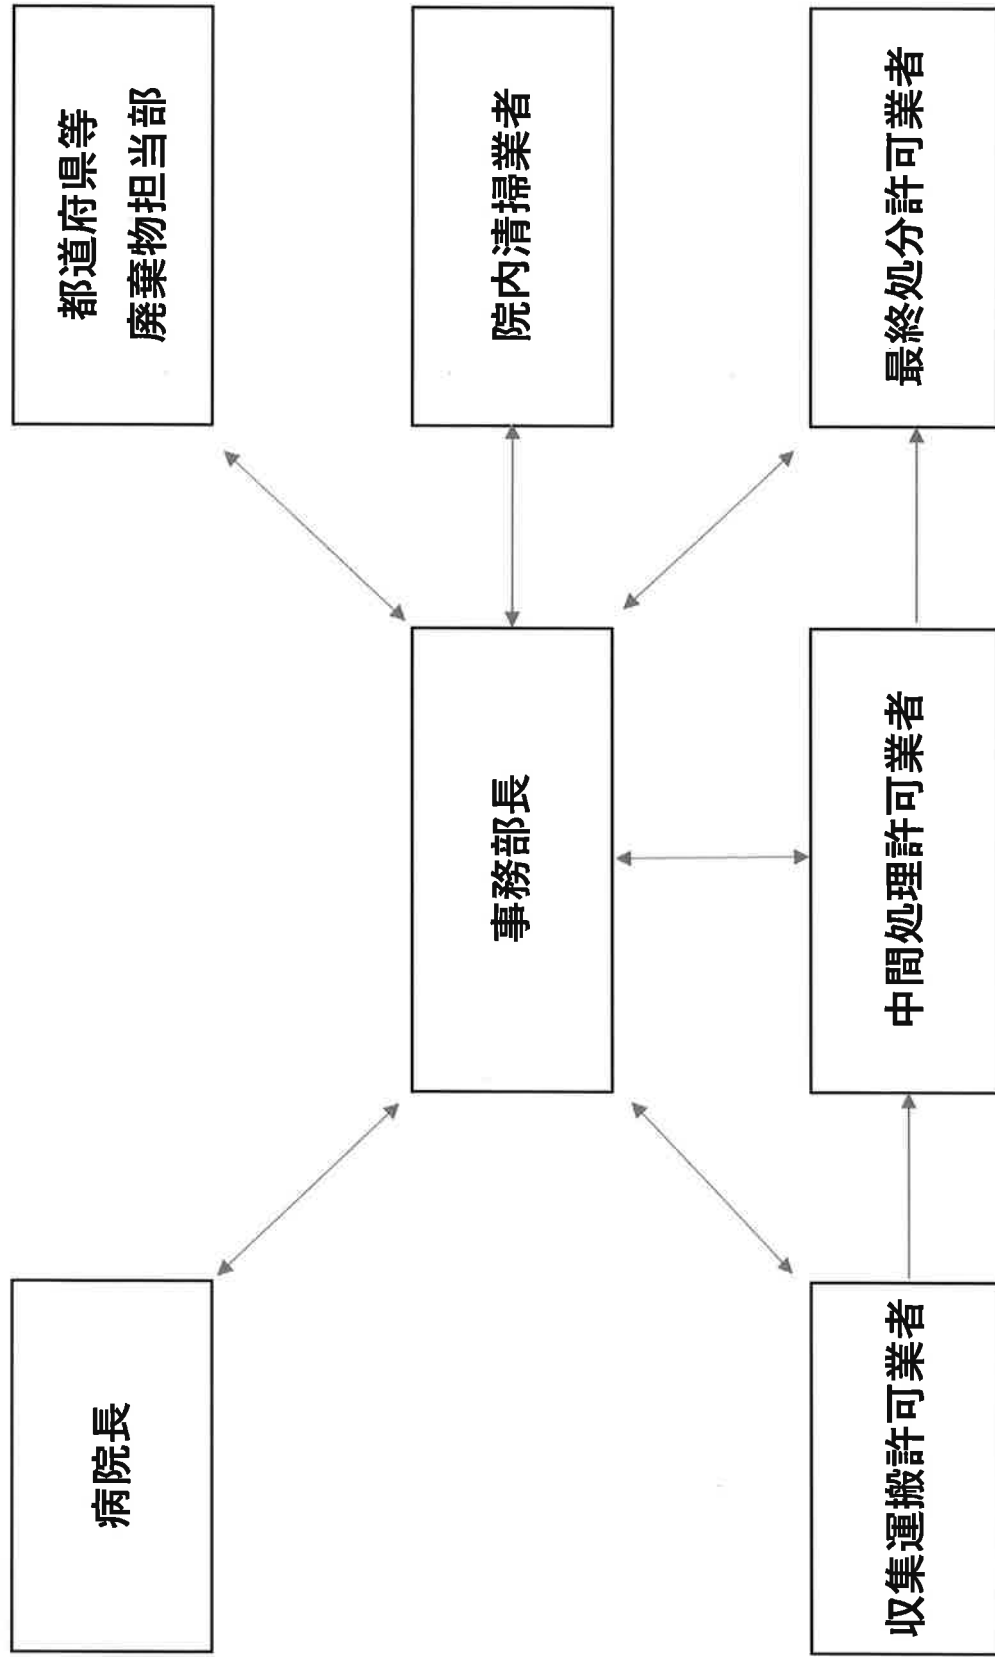 病院長
都道府県等
廃棄物担当部
事務部長
院内清掃業者
収集運搬許可業者
中間処理許可業者
最終処分許可業者